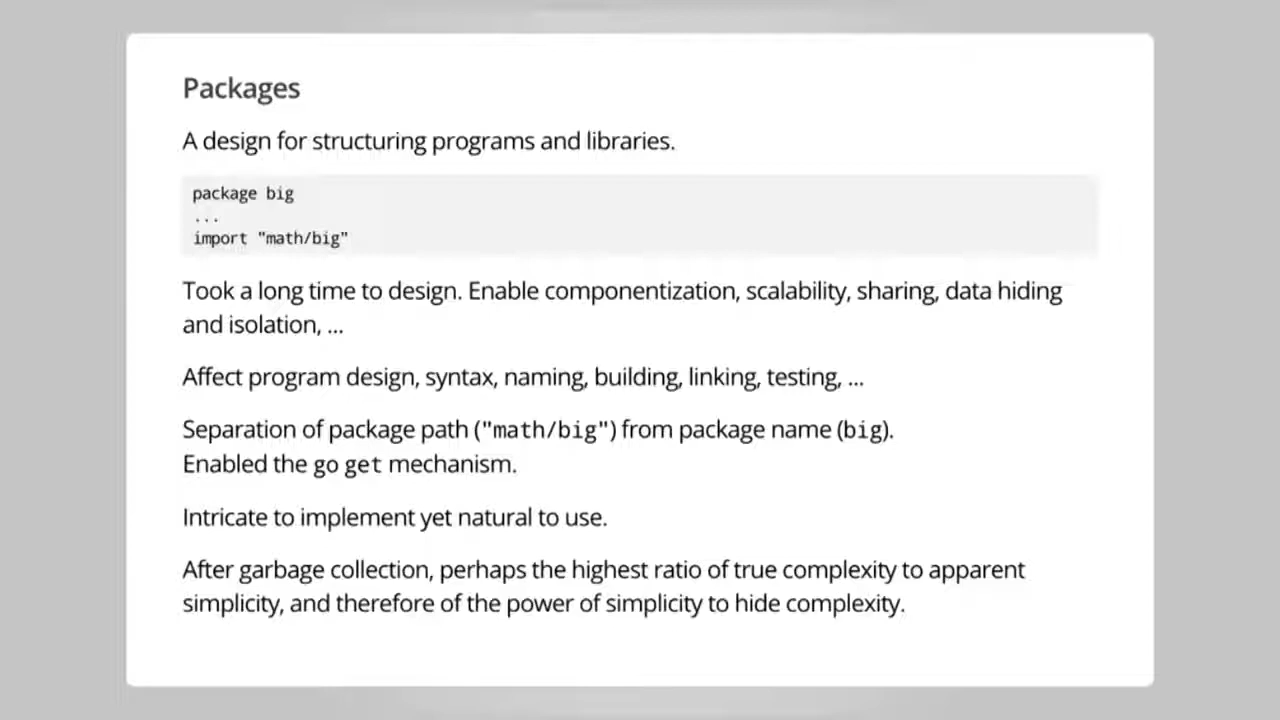 Packages
A design for structuring programs and libraries.
package big
...
import "math/big"
Took a long time to design. Enable componentization, scalability, sharing, data hiding
and isolation, ...
Affect program design, syntax, naming, building, linking, testing, ...
Separation of package path ("math/big") from package name (big).
Enabled the go get mechanism.
Intricate to implement yet natural to use.
After garbage collection, perhaps the highest ratio of true complexity to apparent
simplicity, and therefore of the power of simplicity to hide complexity.